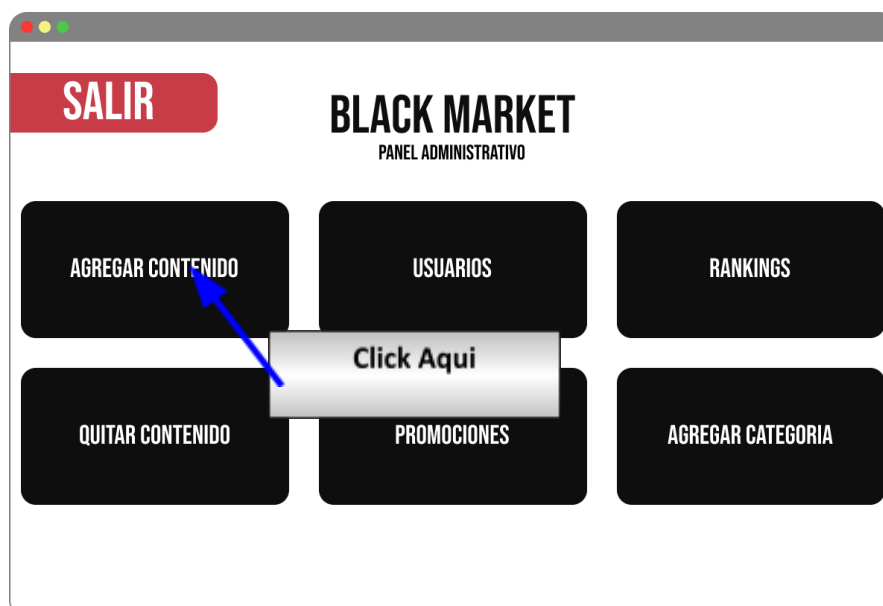 SALIR
BLACK MARKET
PANEL ADMINISTRATIVO
AGREGAR CONTENIDO
USUARIOS
RANKINGS
Click Aqui
QUITAR CONTENIDO
PROMOCIONES
AGREGAR CATEGORIA